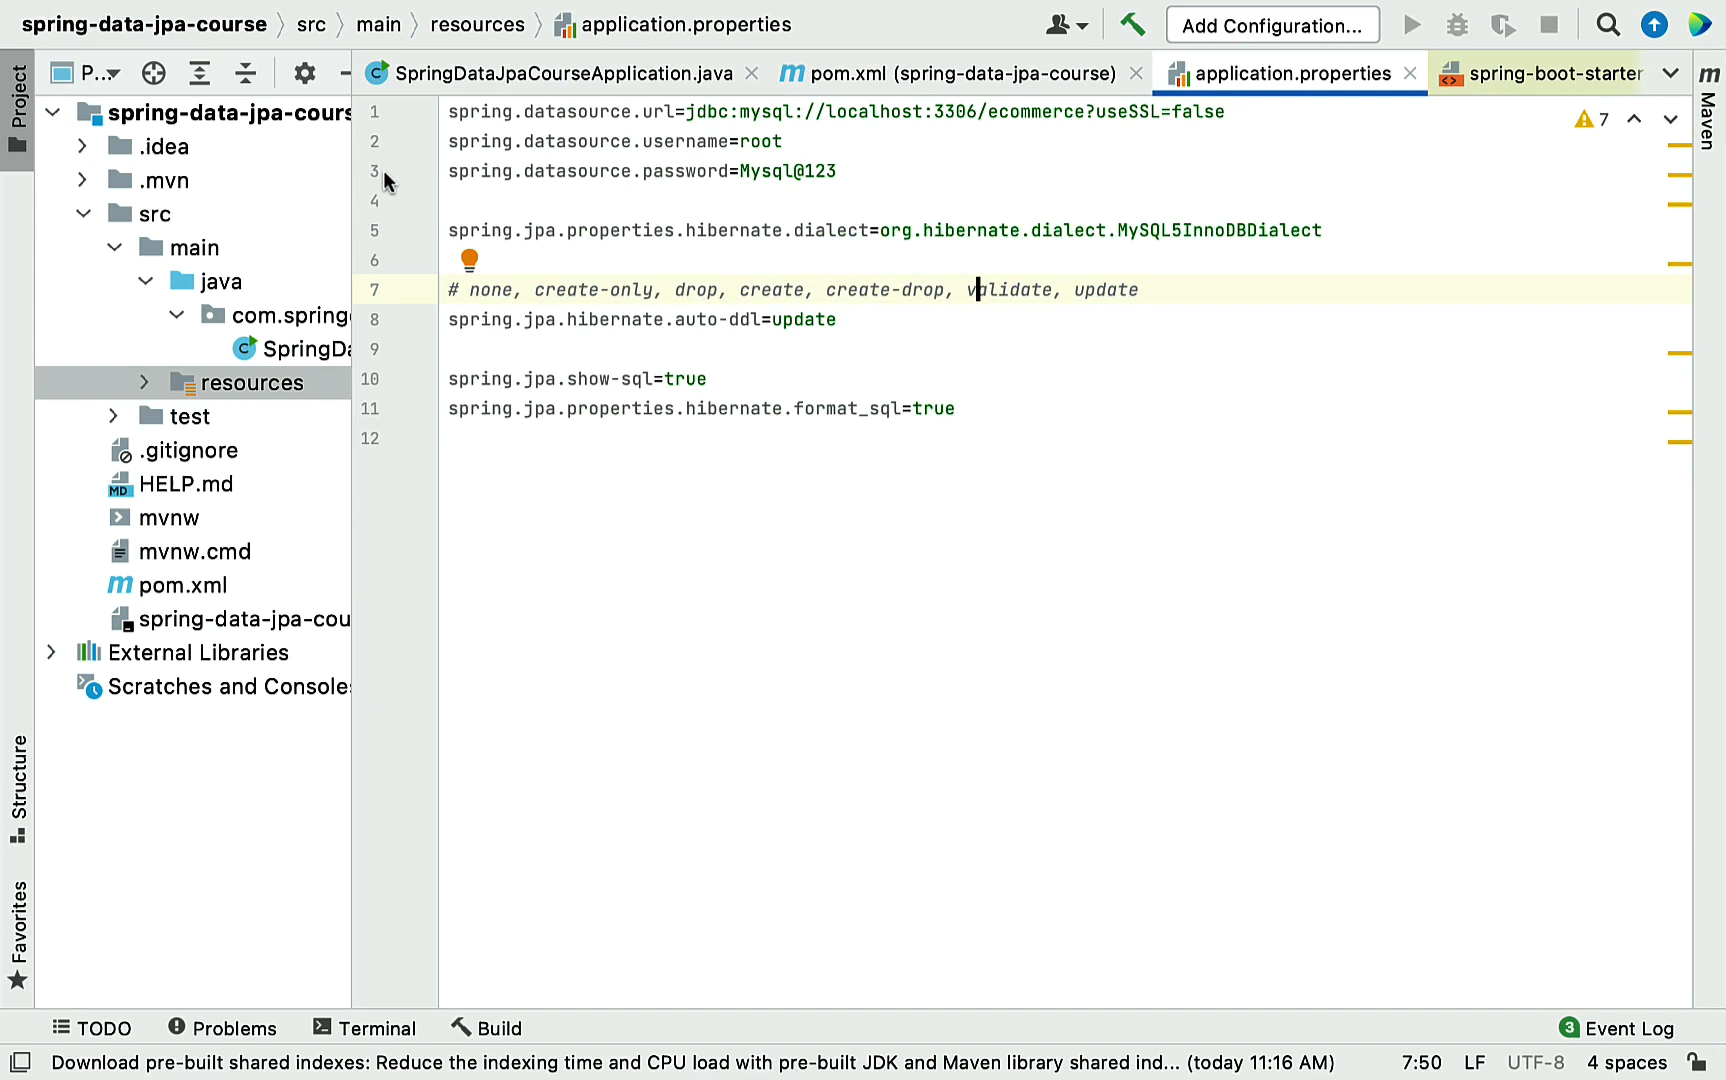 spring-data-jpa-course src main resources application.properties Add Configuration...
P... SpringDataJpaCourseApplication.java pom.xml (spring-data-jpa-course) application.properties spring-boot-starter
Project
Structure
Favorites
Maven
spring-data-jpa-cours
.idea
.mvn
src
main
java
com.spring
SpringDa
resources
test
.gitignore
HELP.md
mvnw
mvnw.cmd
pom.xml
spring-data-jpa-cou
External Libraries
Scratches and Consoles
1 spring.datasource.url=jdbc:mysql://localhost:3306/ecommerce?useSSL=false
2 spring.datasource.username=root
3 spring.datasource.password=Mysql@123
4
5 spring.jpa.properties.hibernate.dialect=org.hibernate.dialect.MySQL5InnoDBDialect
6
7 # none, create-only, drop, create, create-drop, validate, update
8 spring.jpa.hibernate.auto-ddl=update
9
10 spring.jpa.show-sql=true
11 spring.jpa.properties.hibernate.format_sql=true
12
7
TODO Problems Terminal Build 3 Event Log
Download pre-built shared indexes: Reduce the indexing time and CPU load with pre-built JDK and Maven library shared ind... (today 11:16 AM) 7:50 LF UTF-8 4 spaces